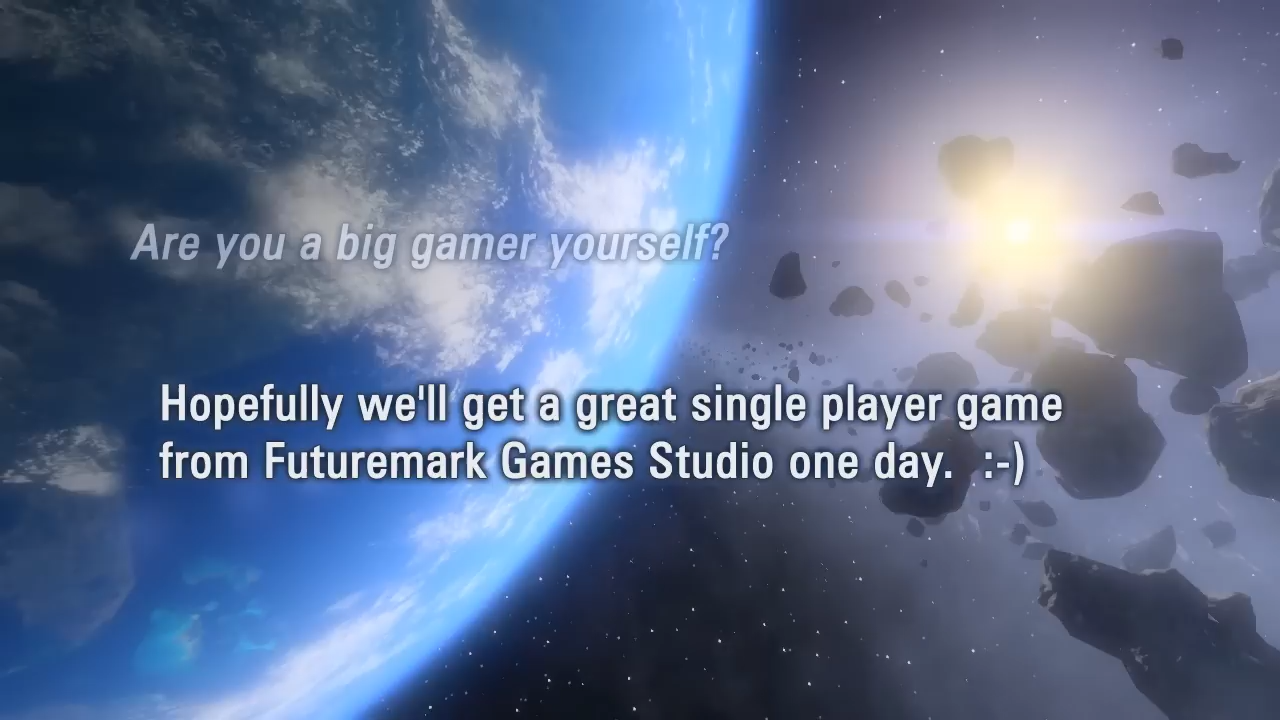 Are you a big gamer yourself?
Hopefully we'll get a great single player game
from Futuremark Games Studio one day.  :-)